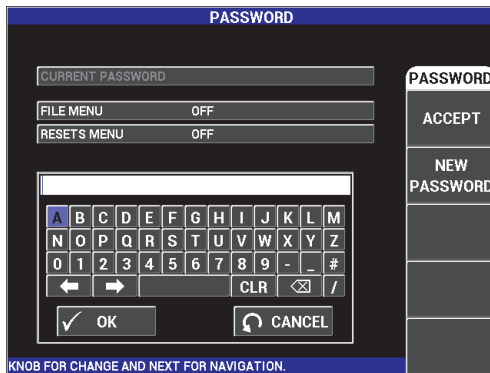 PASSWORD
CURRENT PASSWORD
FILE MENU OFF
RESETS MENU OFF
A B C D E F G H I J K L M
N O P Q R S T U V W X Y Z
0 1 2 3 4 5 6 7 8 9 - _ #
CLR /
OK CANCEL
PASSWORD
ACCEPT
NEW
PASSWORD
KNOB FOR CHANGE AND NEXT FOR NAVIGATION.